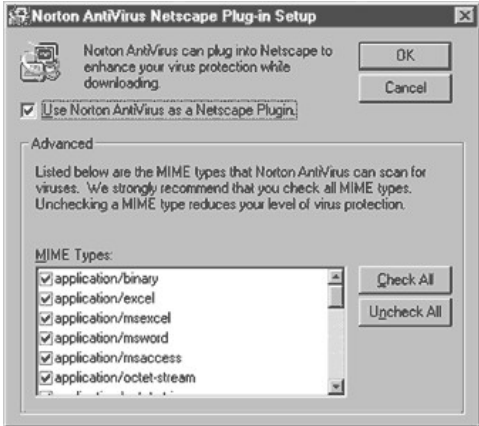 Norton AntiVirus Netscape Plug-in Setup
Norton AntiVirus can plug into Netscape to
enhance your virus protection while
downloading.
OK
Cancel
Use Norton AntiVirus as a Netscape Plugin.
Advanced
Listed below are the MIME types that Norton AntiVirus can scan for
viruses. We strongly recommend that you check all MIME types.
Unchecking a MIME type reduces your level of virus protection.
MIME Types:
application/binary
application/excel
application/msexcel
application/msword
application/msaccess
application/octet-stream
Check All
Uncheck All